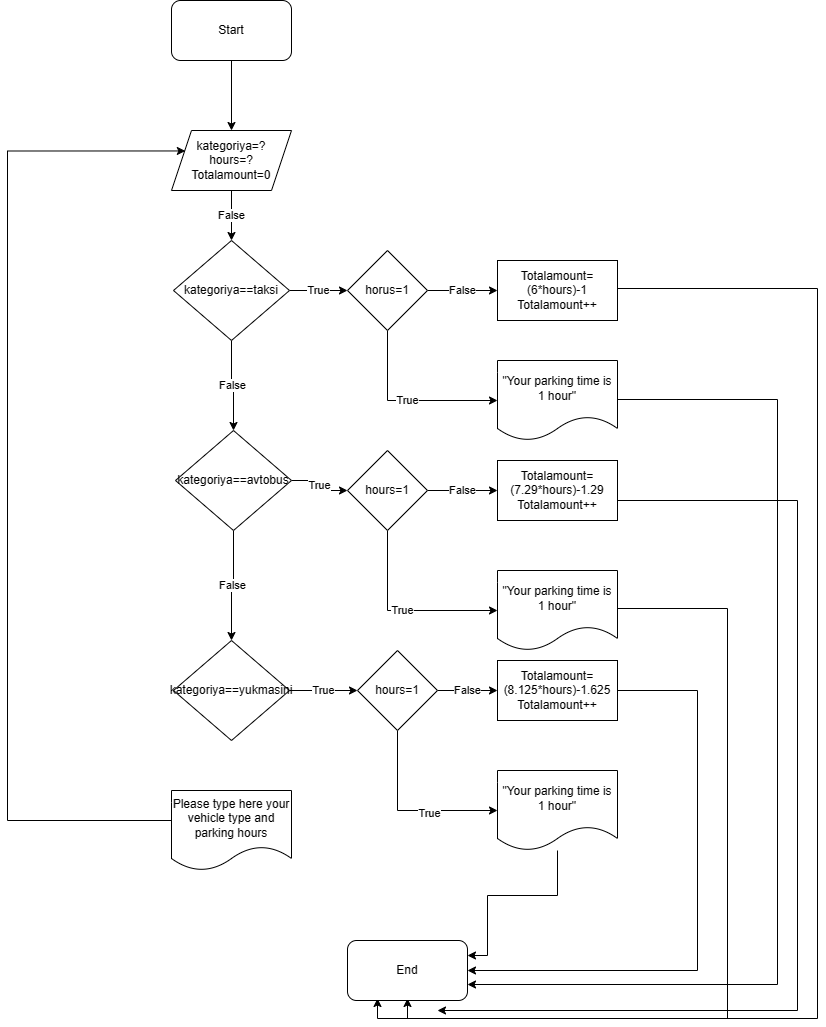 Start
kategoriya=?
hours=?
Totalamount=0
False
kategoriya==taksi
True
horus=1
False
Totalamount=
(6*hours)-1
Totalamount++
True
"Your parking time is
1 hour"
False
kategoriya==avtobus
True
hours=1
False
Totalamount=
(7.29*hours)-1.29
Totalamount++
True
"Your parking time is
1 hour"
False
kategoriya==yukmasini
True
hours=1
False
Totalamount=
(8.125*hours)-1.625
Totalamount++
True
"Your parking time is
1 hour"
Please type here your
vehicle type and
parking hours
End